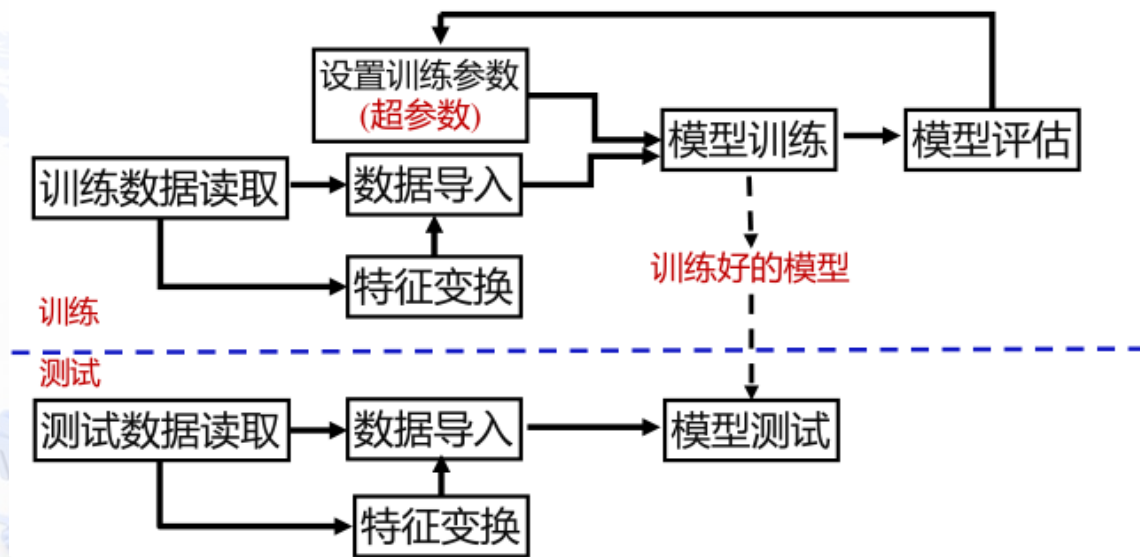 设置训练参数
(超参数)
模型训练
模型评估
训练数据读取
数据导入
特征变换
训练好的模型
训练
测试
测试数据读取
数据导入
模型测试
特征变换